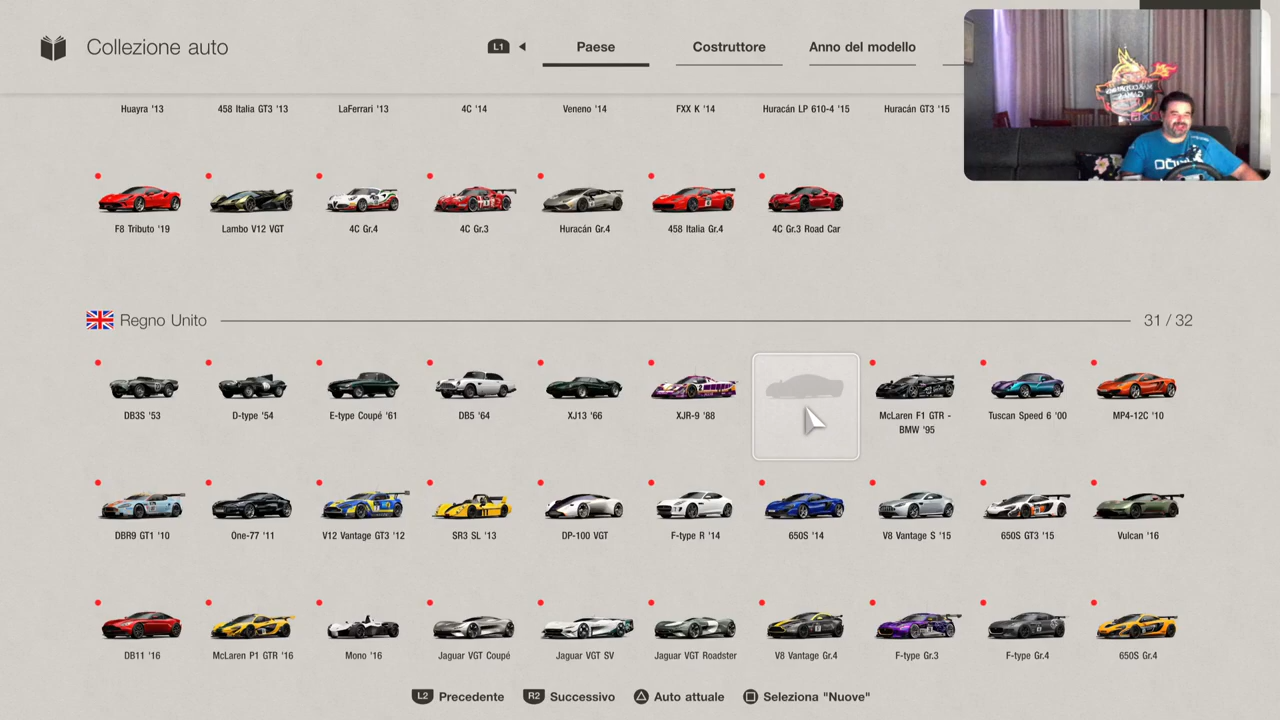 Collezione auto
L1
Paese
Costruttore
Anno del modello
Huayra '13
458 Italia GT3 '13
LaFerrari '13
4C '14
Veneno '14
FXX K '14
Huracán LP 610-4 '15
Huracán GT3 '15
F8 Tributo '19
Lambo V12 VGT
4C Gr.4
4C Gr.3
Huracán Gr.4
458 Italia Gr.4
4C Gr.3 Road Car
Regno Unito
31 / 32
DB3S '53
D-type '54
E-type Coupé '61
DB5 '64
XJ13 '66
XJR-9 '88
McLaren F1 GTR -
BMW '95
Tuscan Speed 6 '00
MP4-12C '10
DBR9 GT1 '10
One-77 '11
V12 Vantage GT3 '12
SR3 SL '13
DP-100 VGT
F-type R '14
650S '14
V8 Vantage S '15
650S GT3 '15
Vulcan '16
DB11 '16
McLaren P1 GTR '16
Mono '16
Jaguar VGT Coupé
Jaguar VGT SV
Jaguar VGT Roadster
V8 Vantage Gr.4
F-type Gr.3
F-type Gr.4
650S Gr.4
L2 Precedente
R2 Successivo
Auto attuale
Seleziona "Nuove"